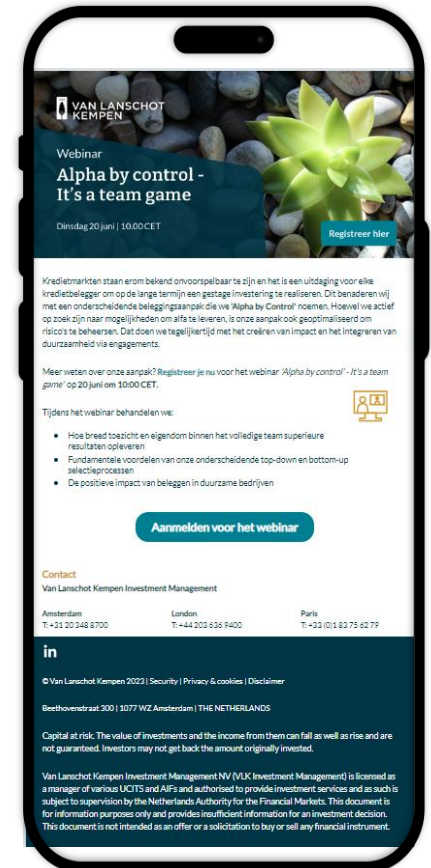 VAN LANSCHOT
KEMPEN
Webinar
Alpha by control -
It's a team game
Dinsdag 20 juni | 10.00 CET
Registreer hier
Kredietmarkten staan erom bekend onvoorspelbaar te zijn en het is een uitdaging voor elke
kredietbelegger om op de lange termijn een gestage investering te realiseren. Dit benaderen wij
met een onderscheidende beleggingsaanpak die we 'Alpha by Control' noemen. Hoewel we actief
op zoek zijn naar mogelijkheden om alfa te leveren, is onze aanpak ook geoptimaliseerd om
risico's te beheersen. Dat doen we tegelijkertijd met het creëren van impact en het integreren van
duurzaamheid via engagements.
Meer weten over onze aanpak? Registreer je nu voor het webinar 'Alpha by control' - It's a team
game' op 20 juni om 10:00 CET.
Tijdens het webinar behandelen we:
• Hoe breed toezicht en eigendom binnen het volledige team superieure
resultaten opleveren
• Fundamentele voordelen van onze onderscheidende top-down en bottom-up
selectieprocessen
• De positieve impact van beleggen in duurzame bedrijven
Aanmelden voor het webinar
Contact
Van Lanschot Kempen Investment Management
Amsterdam London Paris
T: +31 20 348 8700 T: +44 203 636 9400 T: +33 (0)1 83 75 62 79
in
© Van Lanschot Kempen 2023 | Security | Privacy & cookies | Disclaimer
Beethovenstraat 300 | 1077 WZ Amsterdam | THE NETHERLANDS
Capital at risk. The value of investments and the income from them can fall as well as rise and are
not guaranteed. Investors may not get back the amount originally invested.
Van Lanschot Kempen Investment Management NV (VLK Investment Management) is licensed as
a manager of various UCITS and AIFs and authorised to provide investment services and as such is
subject to supervision by the Netherlands Authority for the Financial Markets. This document is
for information purposes only and provides insufficient information for an investment decision.
This document is not intended as an offer or a solicitation to buy or sell any financial instrument.